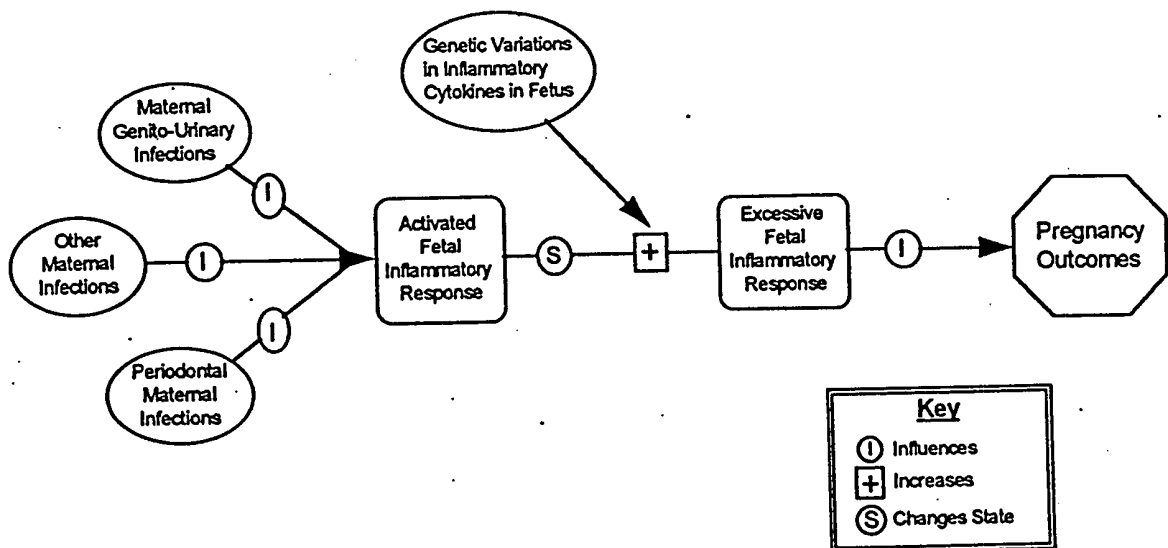 Genetic Variations
in Inflammatory
Cytokines in Fetus
Maternal
Genito-Urinary
Infections
I
Other
Maternal
Infections
I
Periodontal
Maternal
Infections
I
Activated
Fetal
Inflammatory
Response
S
+
Excessive
Fetal
Inflammatory
Response
I
Pregnancy
Outcomes
Key
I Influences
+ Increases
S Changes State